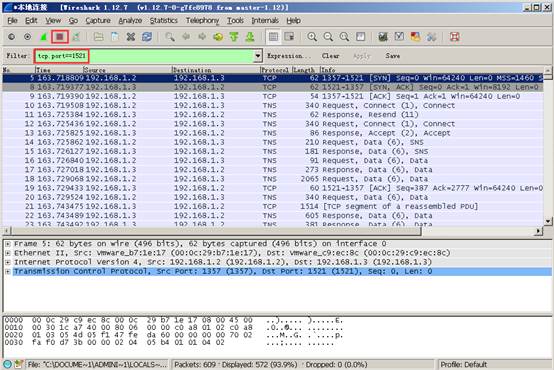 *本地连接 [Wireshark 1.12.7 (v1.12.7-0-g7fc8978 from master-1.12)]
File Edit View Go Capture Analyze Statistics Telephony Tools Internals Help
Filter: tcp.port==1521 Expression... Clear Apply Save
No. Time Source Destination Protocol Length Info
5 163.718809 192.168.1.2 192.168.1.3 TCP 62 1357→1521 [SYN] Seq=0 Win=64240 Len=0 MSS=1460 S
8 163.719377 192.168.1.2 192.168.1.3 TCP 62 1521→1357 [SYN, ACK] Seq=0 Ack=1 Win=8192 Len=0
9 163.719390 192.168.1.2 192.168.1.3 TCP 54 1357→1521 [ACK] Seq=1 Ack=1 Win=64240 Len=0
10 163.719508 192.168.1.2 192.168.1.3 TNS 340 Request, Connect (1), Connect
11 163.725384 192.168.1.2 192.168.1.3 TNS 62 Response, Resend (11)
12 163.725436 192.168.1.2 192.168.1.3 TNS 340 Request, Connect (1), Connect
13 163.725825 192.168.1.2 192.168.1.3 TNS 86 Response, Accept (2), Accept
14 163.725862 192.168.1.2 192.168.1.3 TNS 210 Request, Data (6), SNS
15 163.726127 192.168.1.2 192.168.1.3 TNS 181 Response, Data (6), SNS
16 163.726840 192.168.1.2 192.168.1.3 TNS 91 Request, Data (6), Data
17 163.727018 192.168.1.2 192.168.1.3 TNS 273 Response, Data (6), Data
18 163.729068 192.168.1.2 192.168.1.3 TNS 2065 Request, Data (6), Data
19 163.729433 192.168.1.2 192.168.1.3 TCP 60 1521→1357 [ACK] Seq=387 Ack=2777 Win=64240 Len=0
20 163.729524 192.168.1.2 192.168.1.3 TNS 340 Response, Data (6), Data
21 163.743475 192.168.1.2 192.168.1.3 TCP 1514 [TCP segment of a reassembled PDU]
22 163.743491 192.168.1.2 192.168.1.3 TNS 605 Request, Data (6), Data
23 163.743489 192.168.1.2 192.168.1.3 TNS 381 Response, Data (6), Data
Frame 5: 62 bytes on wire (496 bits), 62 bytes captured (496 bits) on interface 0
Ethernet II, Src: Vmware_b7:1e:17 (00:0c:29:b7:1e:17), Dst: Vmware_c9:ec:8c (00:0c:29:c9:ec:8c)
Internet Protocol Version 4, Src: 192.168.1.2 (192.168.1.2), Dst: 192.168.1.3 (192.168.1.3)
Transmission Control Protocol, Src Port: 1357 (1357), Dst Port: 1521 (1521), Seq: 0, Len: 0
0000 00 0c 29 c9 ec 8c 00 0c 29 b7 1e 17 08 00 45 00 ..)..... ).....E.
0010 00 30 1c a7 40 00 80 06 00 00 c0 a8 01 02 c0 a8 .0..@... ........
0020 01 03 05 4d 05 f1 47 fe da 60 00 00 00 00 70 02 ...M..G. .`....p.
0030 fa f0 d7 3b 00 00 02 04 05 b4 01 01 04 02 ...;.... ......
File: "C:\DOCUME~1\ADMINI~1\LOCALS~... Packets: 609 · Displayed: 572 (93.9%) · Dropped: 0 (0.0%) Profile: Default